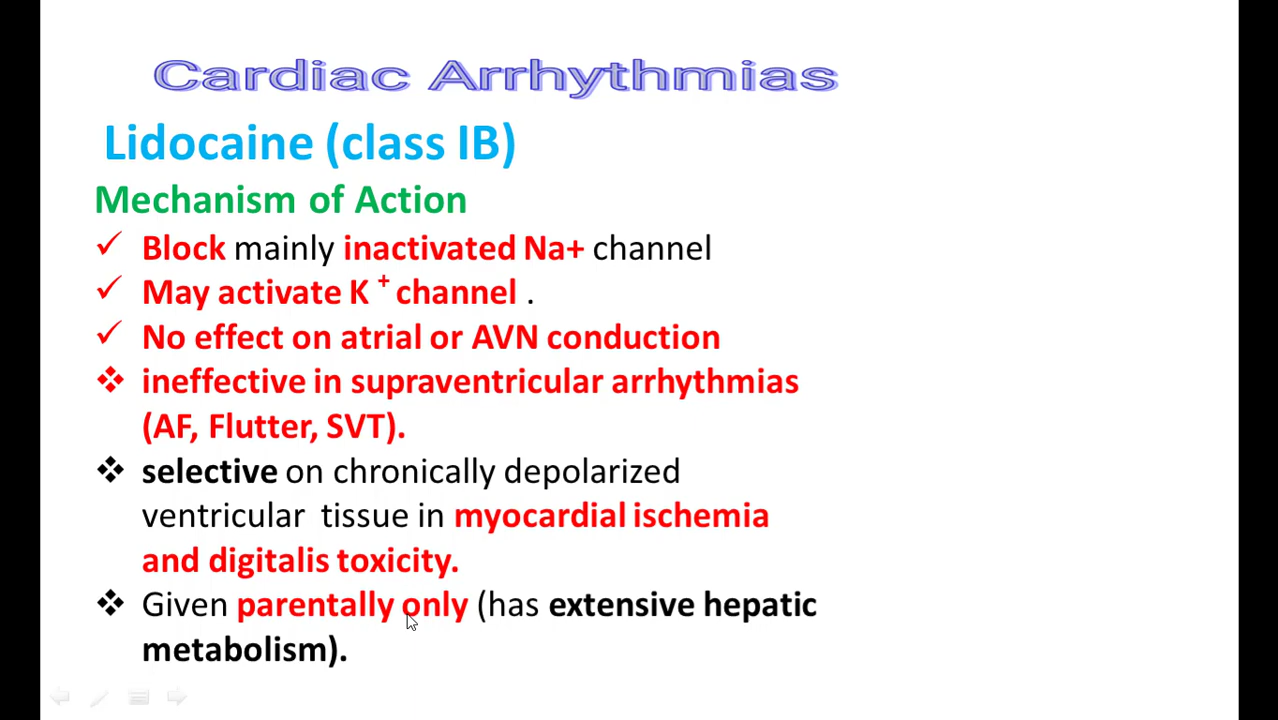 Cardiac Arrhythmias
Lidocaine (class IB)
Mechanism of Action
✓ Block mainly inactivated Na+ channel
✓ May activate K + channel .
✓ No effect on atrial or AVN conduction
❖ ineffective in supraventricular arrhythmias
(AF, Flutter, SVT).
❖ selective on chronically depolarized
ventricular tissue in myocardial ischemia
and digitalis toxicity.
❖ Given parentally only (has extensive hepatic
metabolism).